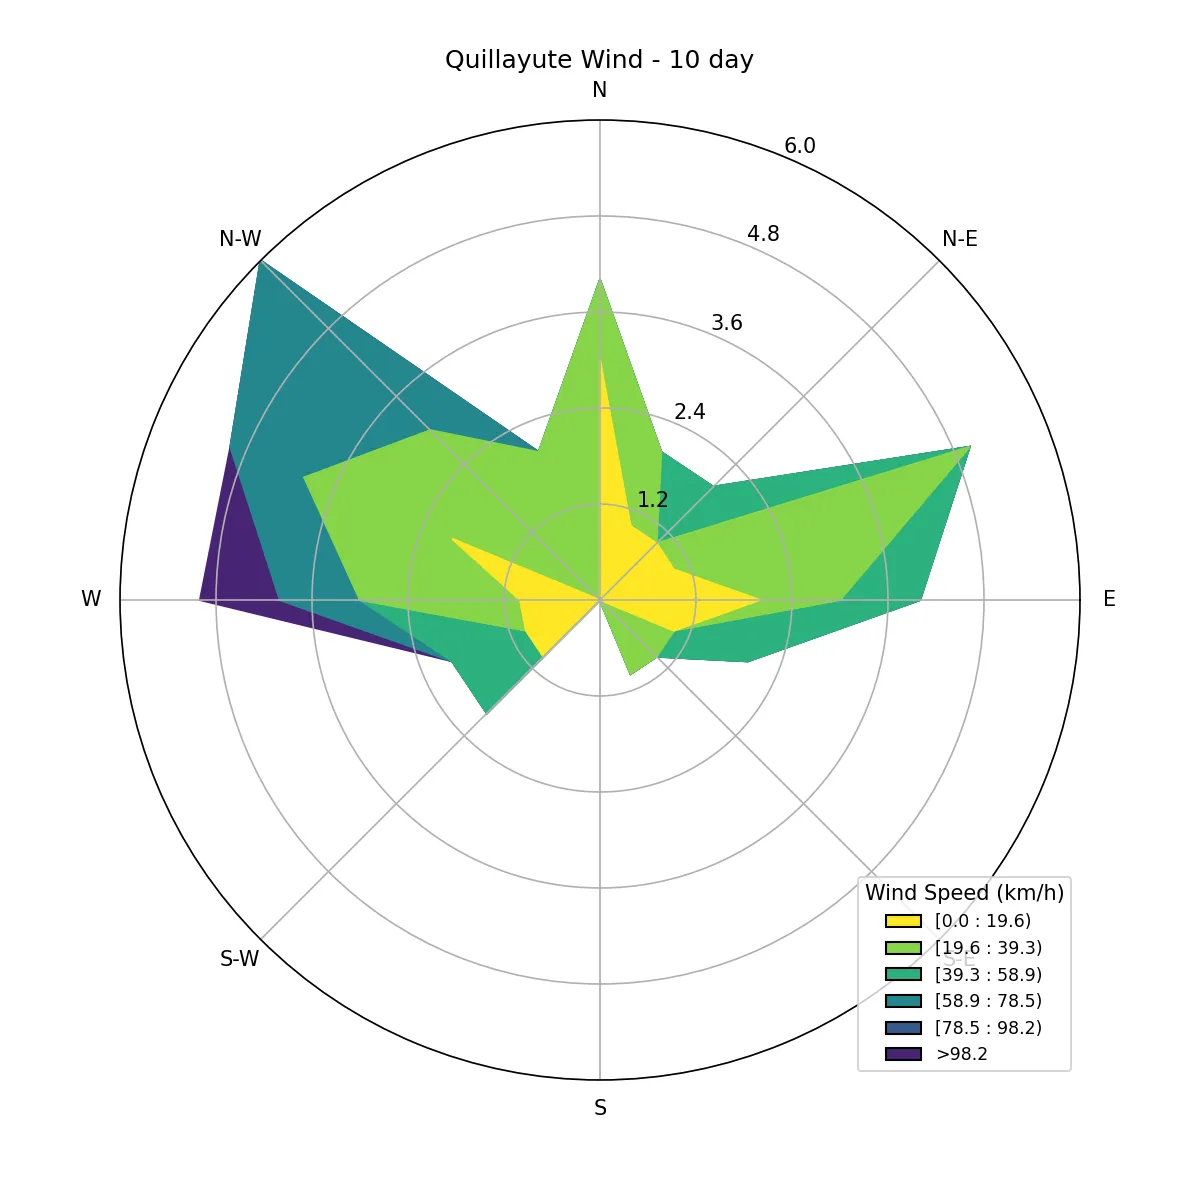 Quillayute Wind - 10 day
N
6.0
N-W
4.8
N-E
3.6
2.4
1.2
W
E
Wind Speed (km/h)
[0.0 : 19.6)
[19.6 : 39.3)
S-W
S-E
[39.3 : 58.9)
[58.9 : 78.5)
[78.5 : 98.2)
>98.2
S